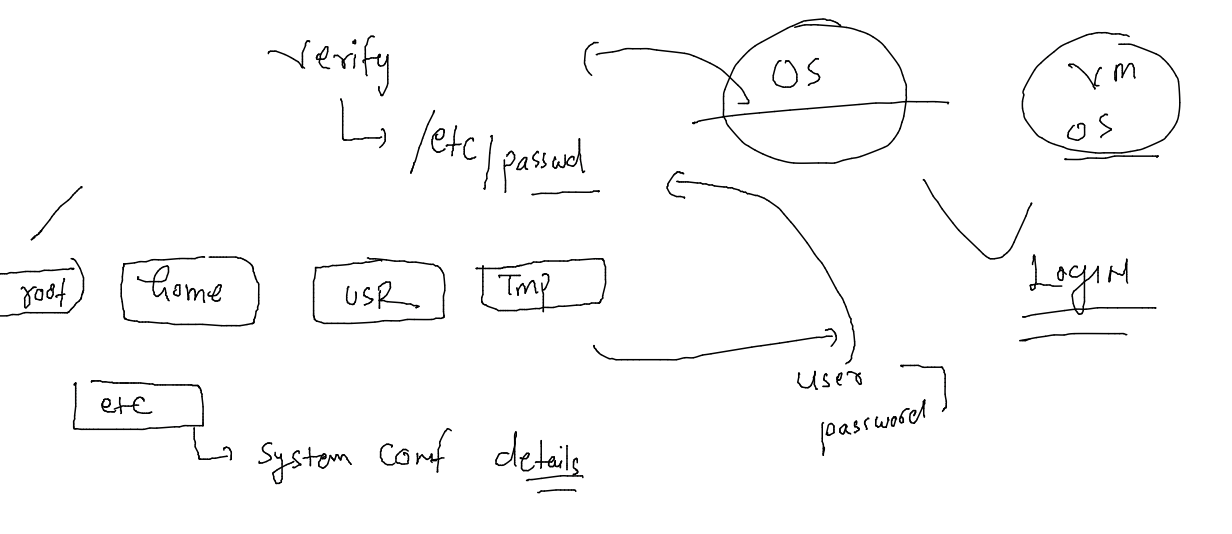 Verify
/etc/passwd
OS
VM
OS
/
root
home
USR
Tmp
LogIN
user
password
etc
system conf details